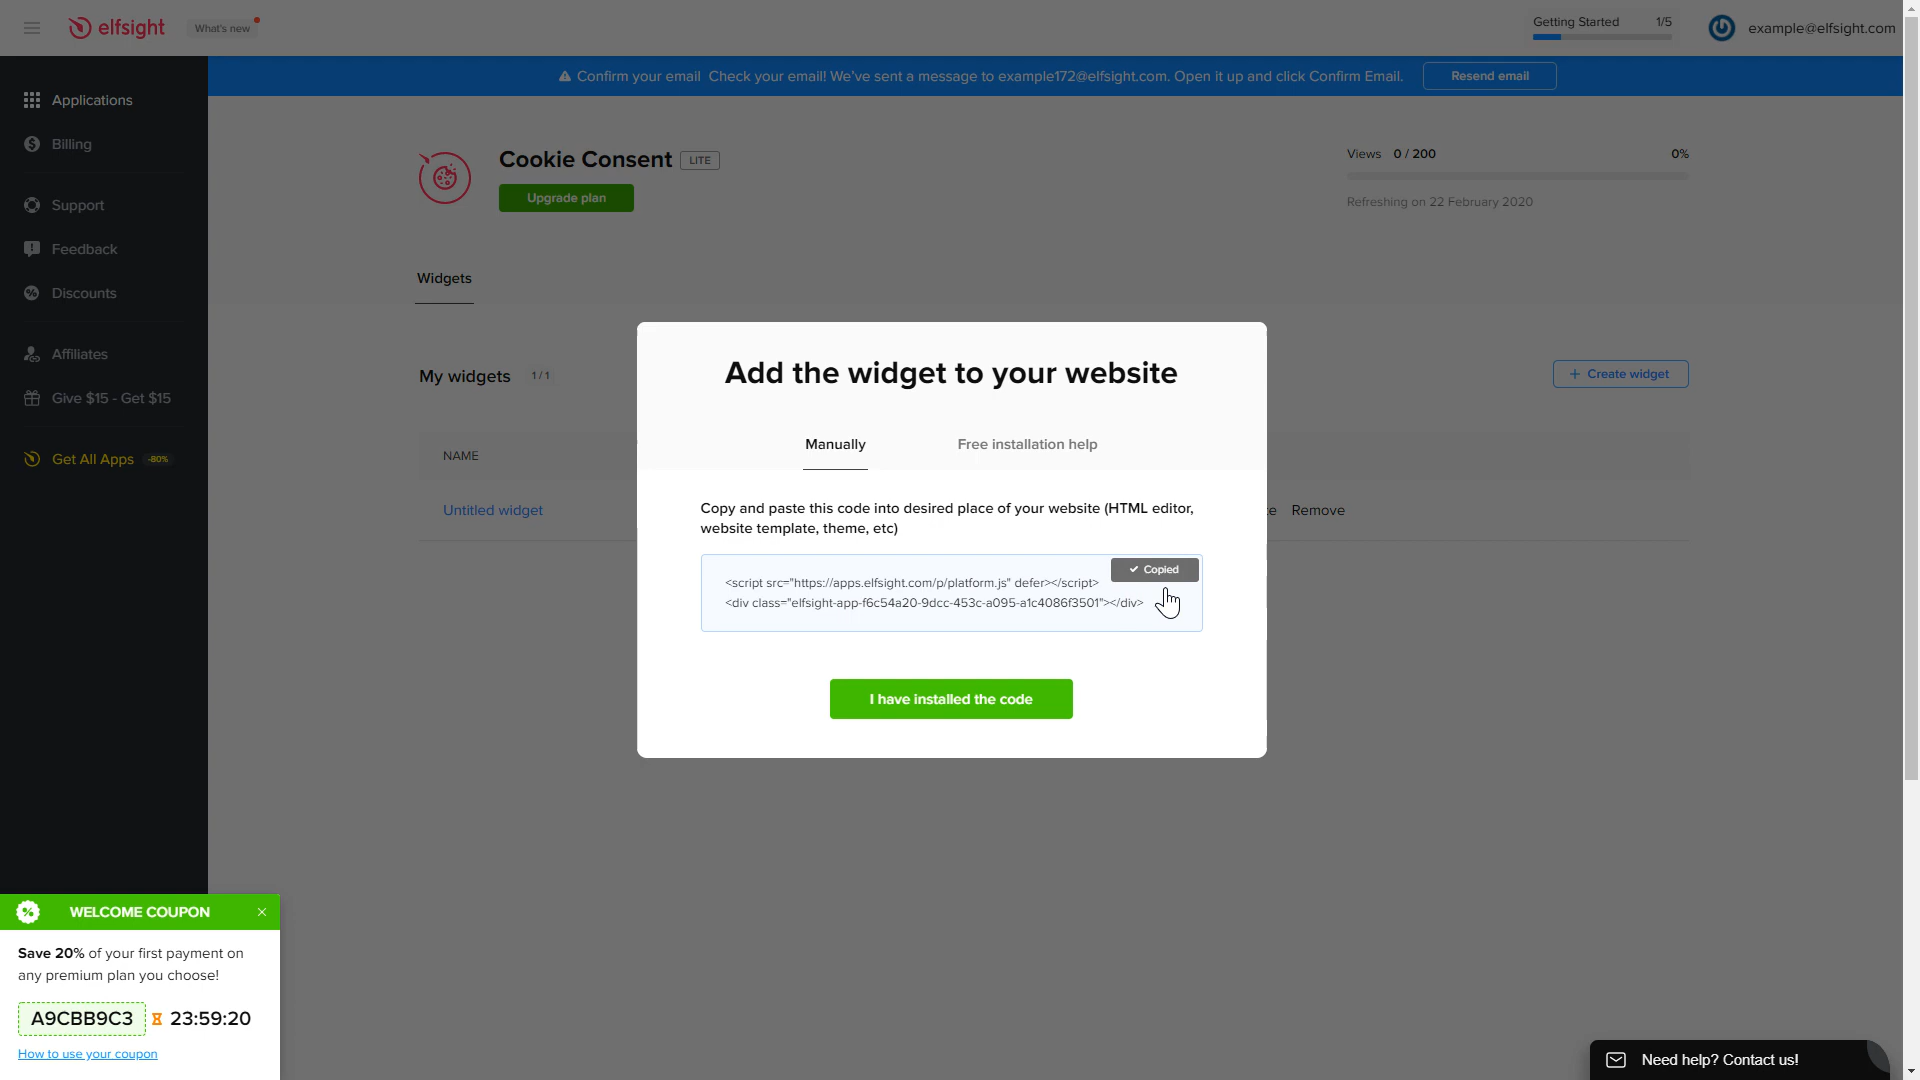 elfsight
What's new
Getting Started 1/5
example@elfsight.com
Confirm your email Check your email! We've sent a message to example172@elfsight.com. Open it up and click Confirm Email.
Resend email
Applications
Billing
Support
Feedback
Discounts
Affiliates
Give $15 - Get $15
Get All Apps -80%
Cookie Consent LITE
Upgrade plan
Views 0 / 200 0%
Refreshing on 22 February 2020
Widgets
My widgets 1 / 1
+ Create widget
NAME
Untitled widget
Remove
Add the widget to your website
Manually
Free installation help
Copy and paste this code into desired place of your website (HTML editor,
website template, theme, etc)
Copied
<script src="https://apps.elfsight.com/p/platform.js" defer></script>
<div class="elfsight-app-f6c54a20-9dcc-453c-a095-a1c4086f3501"></div>
I have installed the code
WELCOME COUPON
Save 20% of your first payment on
any premium plan you choose!
A9CBB9C3 23:59:20
How to use your coupon
Need help? Contact us!